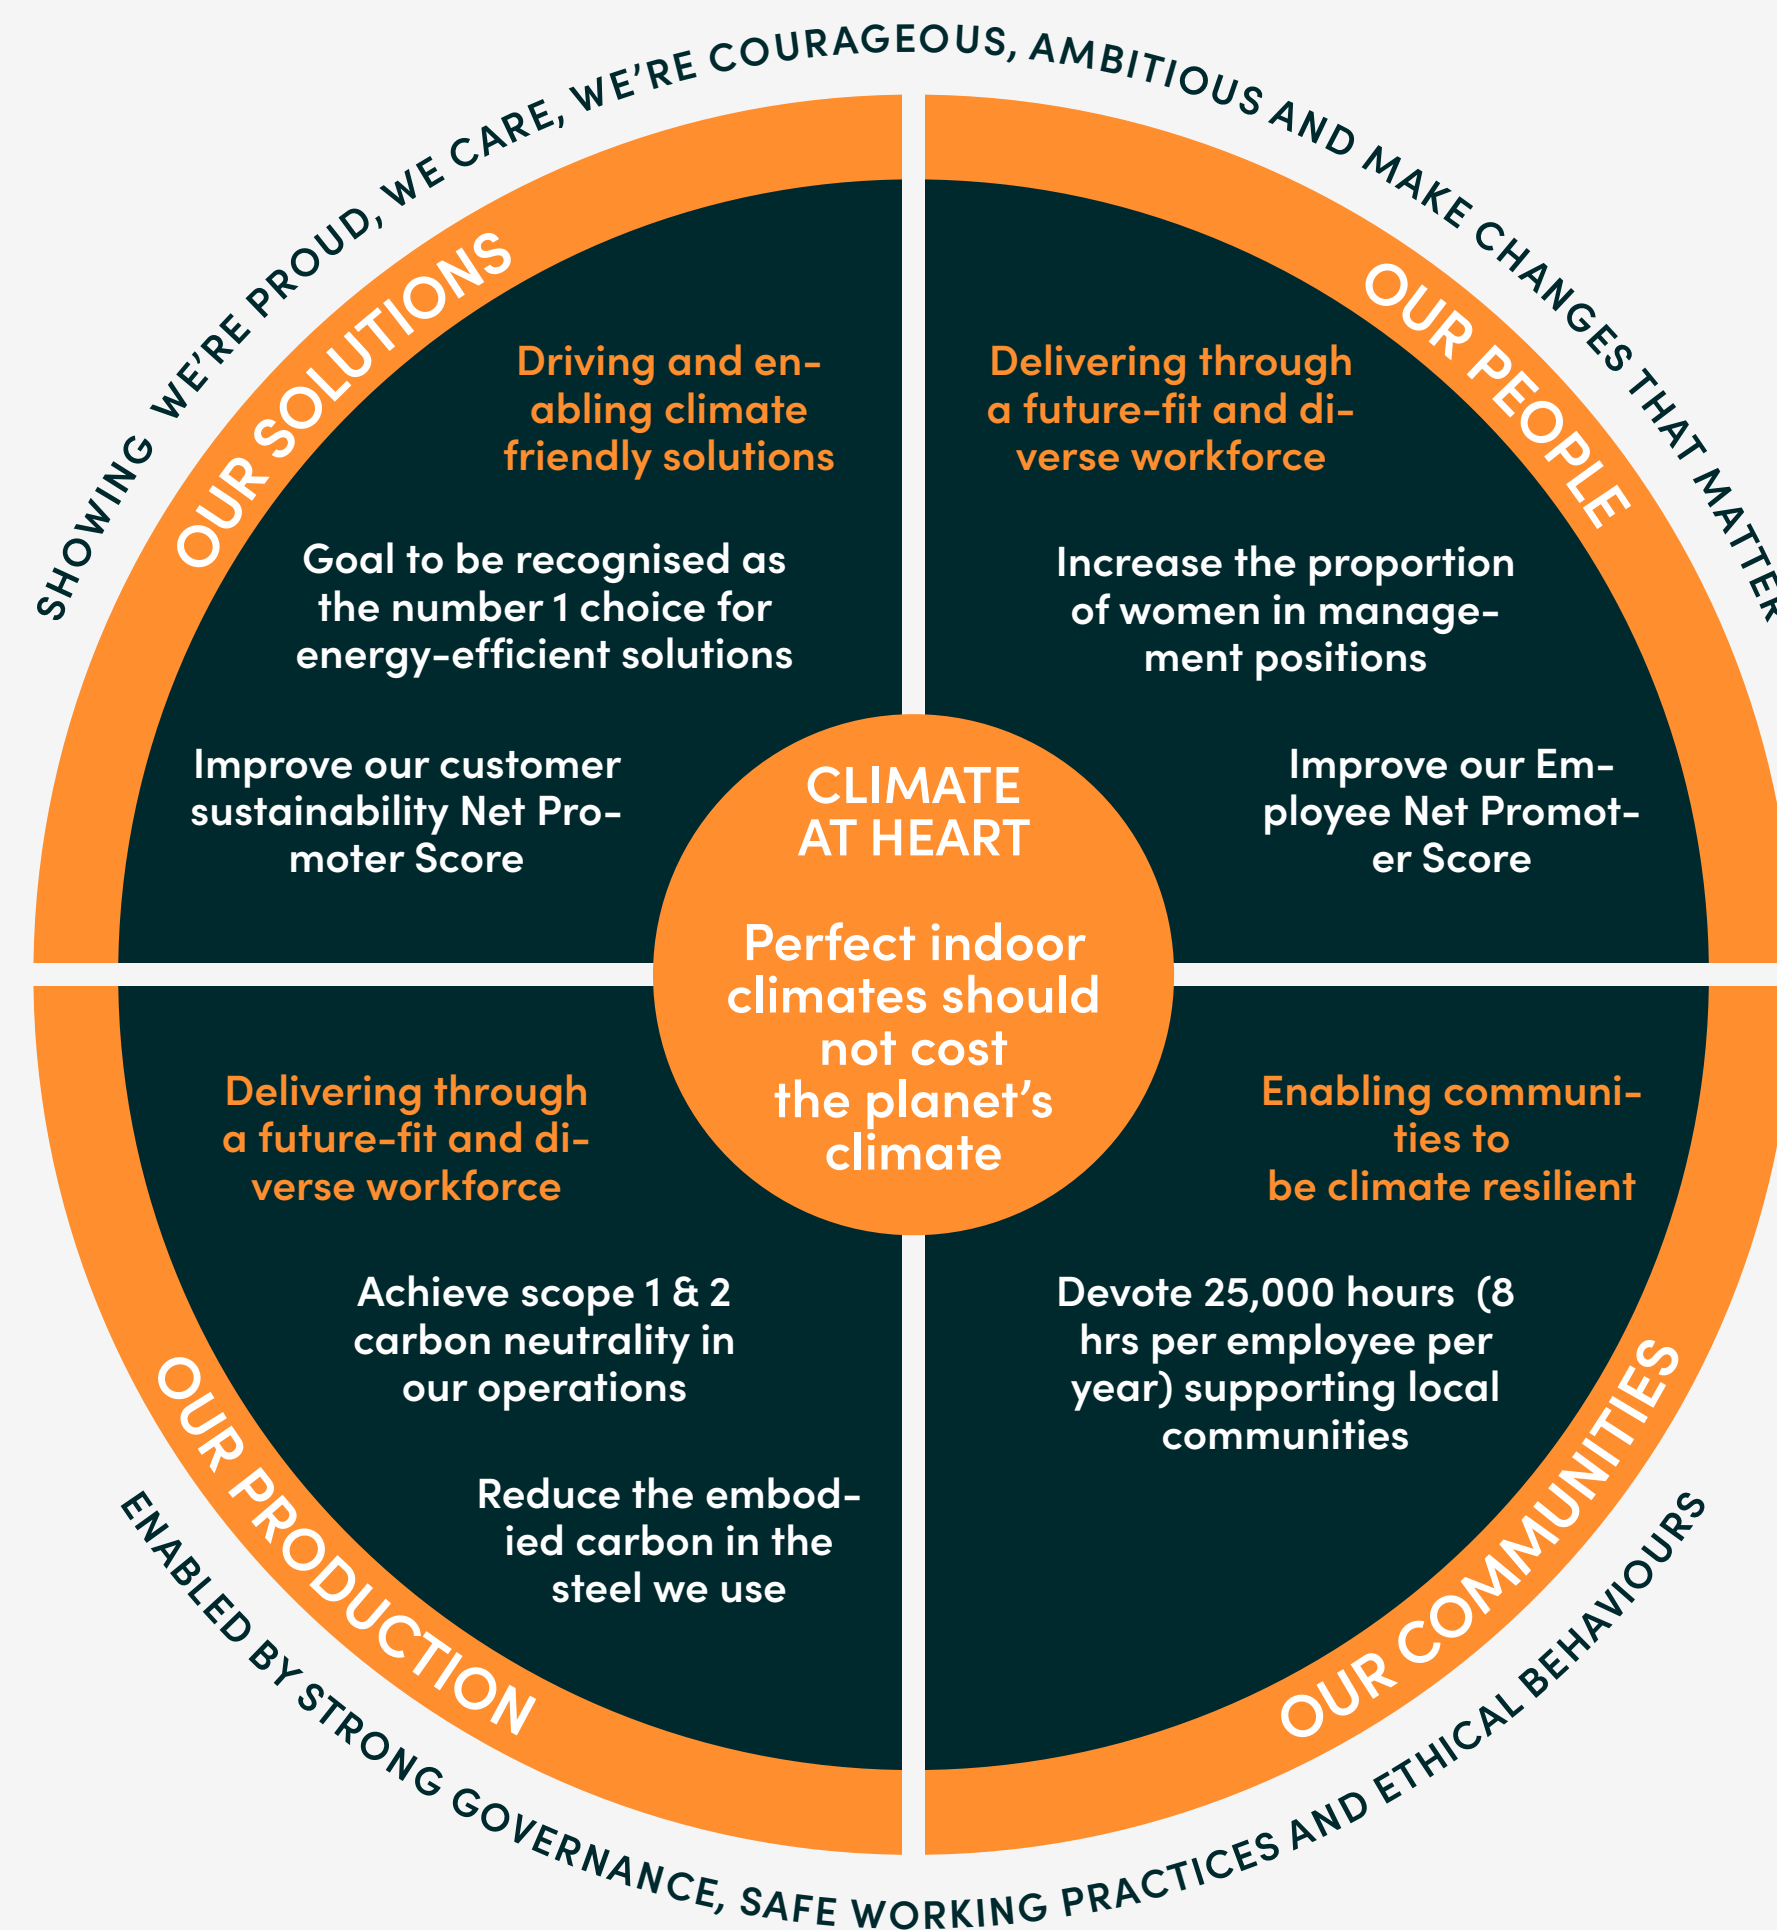 SHOWING WE'RE PROUD, WE CARE, WE'RE COURAGEOUS, AMBITIOUS AND MAKE CHANGES THAT MATTER
OUR SOLUTIONS
Driving and en-
abling climate
friendly solutions
Goal to be recognised as
the number 1 choice for
energy-efficient solutions
Improve our customer
sustainability Net Pro-
moter Score
OUR PEOPLE
Delivering through
a future-fit and di-
verse workforce
Increase the proportion
of women in manage-
ment positions
Improve our Em-
ployee Net Promot-
er Score
CLIMATE
AT HEART
Perfect indoor
climates should
not cost
the planet’s
climate
OUR PRODUCTION
Delivering through
a future-fit and di-
verse workforce
Achieve scope 1 & 2
carbon neutrality in
our operations
Reduce the embod-
ied carbon in the
steel we use
OUR COMMUNITIES
Enabling communi-
ties to
be climate resilient
Devote 25,000 hours (8
hrs per employee per
year) supporting local
communities
ENABLED BY STRONG GOVERNANCE, SAFE WORKING PRACTICES AND ETHICAL BEHAVIOURS